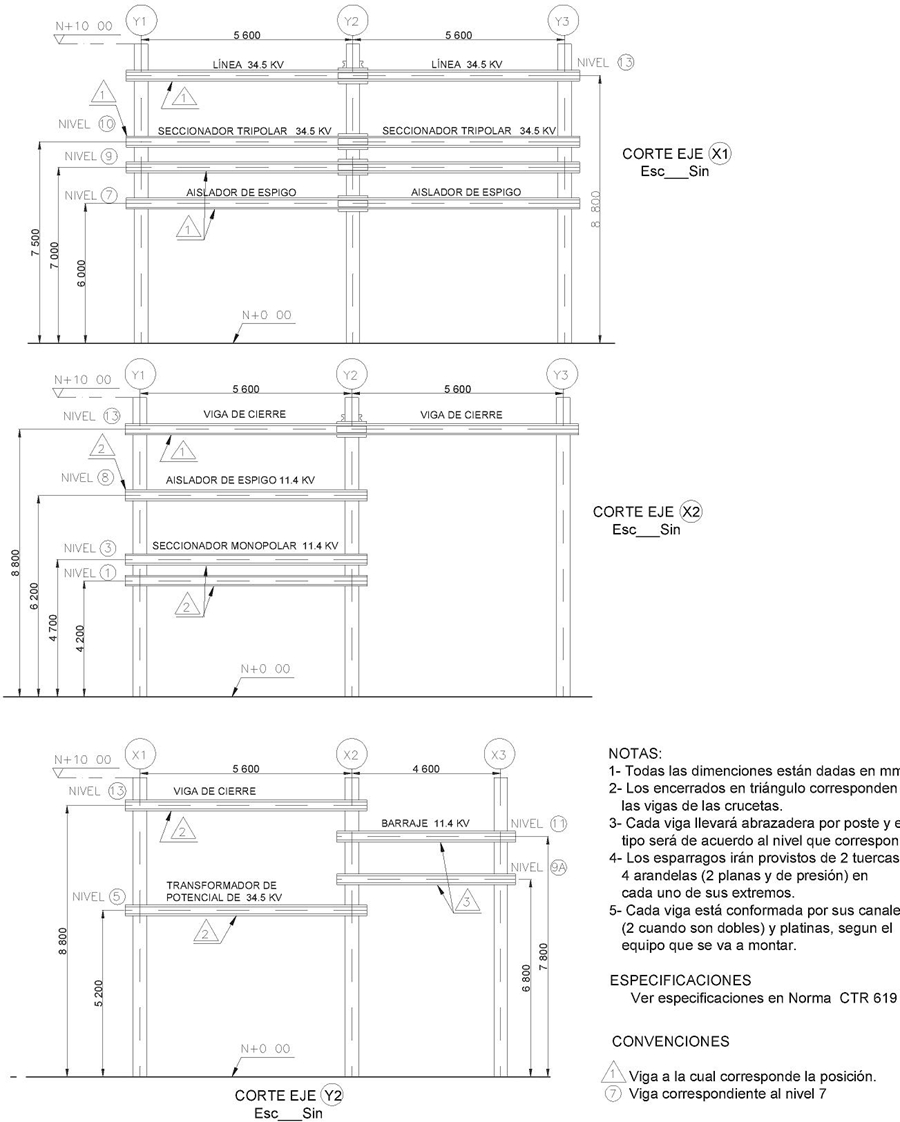 Y1
Y2
Y3
N+10 00
5 600
5 600
LÍNEA 34.5 KV
LÍNEA 34.5 KV
NIVEL 13
1
1
NIVEL 10
SECCIONADOR TRIPOLAR 34.5 KV
SECCIONADOR TRIPOLAR 34.5 KV
NIVEL 9
CORTE EJE X1
Esc___Sin
NIVEL 7
AISLADOR DE ESPIGO
AISLADOR DE ESPIGO
1
8 800
7 500
7 000
6 000
N+0 00
Y1
Y2
Y3
N+10 00
5 600
5 600
NIVEL 13
VIGA DE CIERRE
VIGA DE CIERRE
2
1
NIVEL 8
AISLADOR DE ESPIGO 11.4 KV
CORTE EJE X2
Esc___Sin
NIVEL 3
SECCIONADOR MONOPOLAR 11.4 KV
NIVEL 1
2
8.800
6 200
4 700
4.200
N+0 00
X1
X2
X3
N+10 00
5 600
4 600
NIVEL 13
VIGA DE CIERRE
2
BARRAJE 11.4 KV
NIVEL 11
NIVEL 9A
NIVEL 5
TRANSFORMADOR DE
POTENCIAL DE 34.5 KV
2
3
8 800
5 200
6 800
7 800
N+0 00
CORTE EJE Y2
Esc___Sin
NOTAS:
1- Todas las dimenciones están dadas en mm
2- Los encerrados en triángulo corresponden
las vigas de las crucetas.
3- Cada viga llevará abrazadera por poste y e
tipo será de acuerdo al nivel que correspon
4- Los esparragos irán provistos de 2 tuercas
4 arandelas (2 planas y de presión) en
cada uno de sus extremos.
5- Cada viga está conformada por sus canale
(2 cuando son dobles) y platinas, segun el
equipo que se va a montar.
ESPECIFICACIONES
Ver especificaciones en Norma CTR 619
CONVENCIONES
1 Viga a la cual corresponde la posición.
7 Viga correspondiente al nivel 7